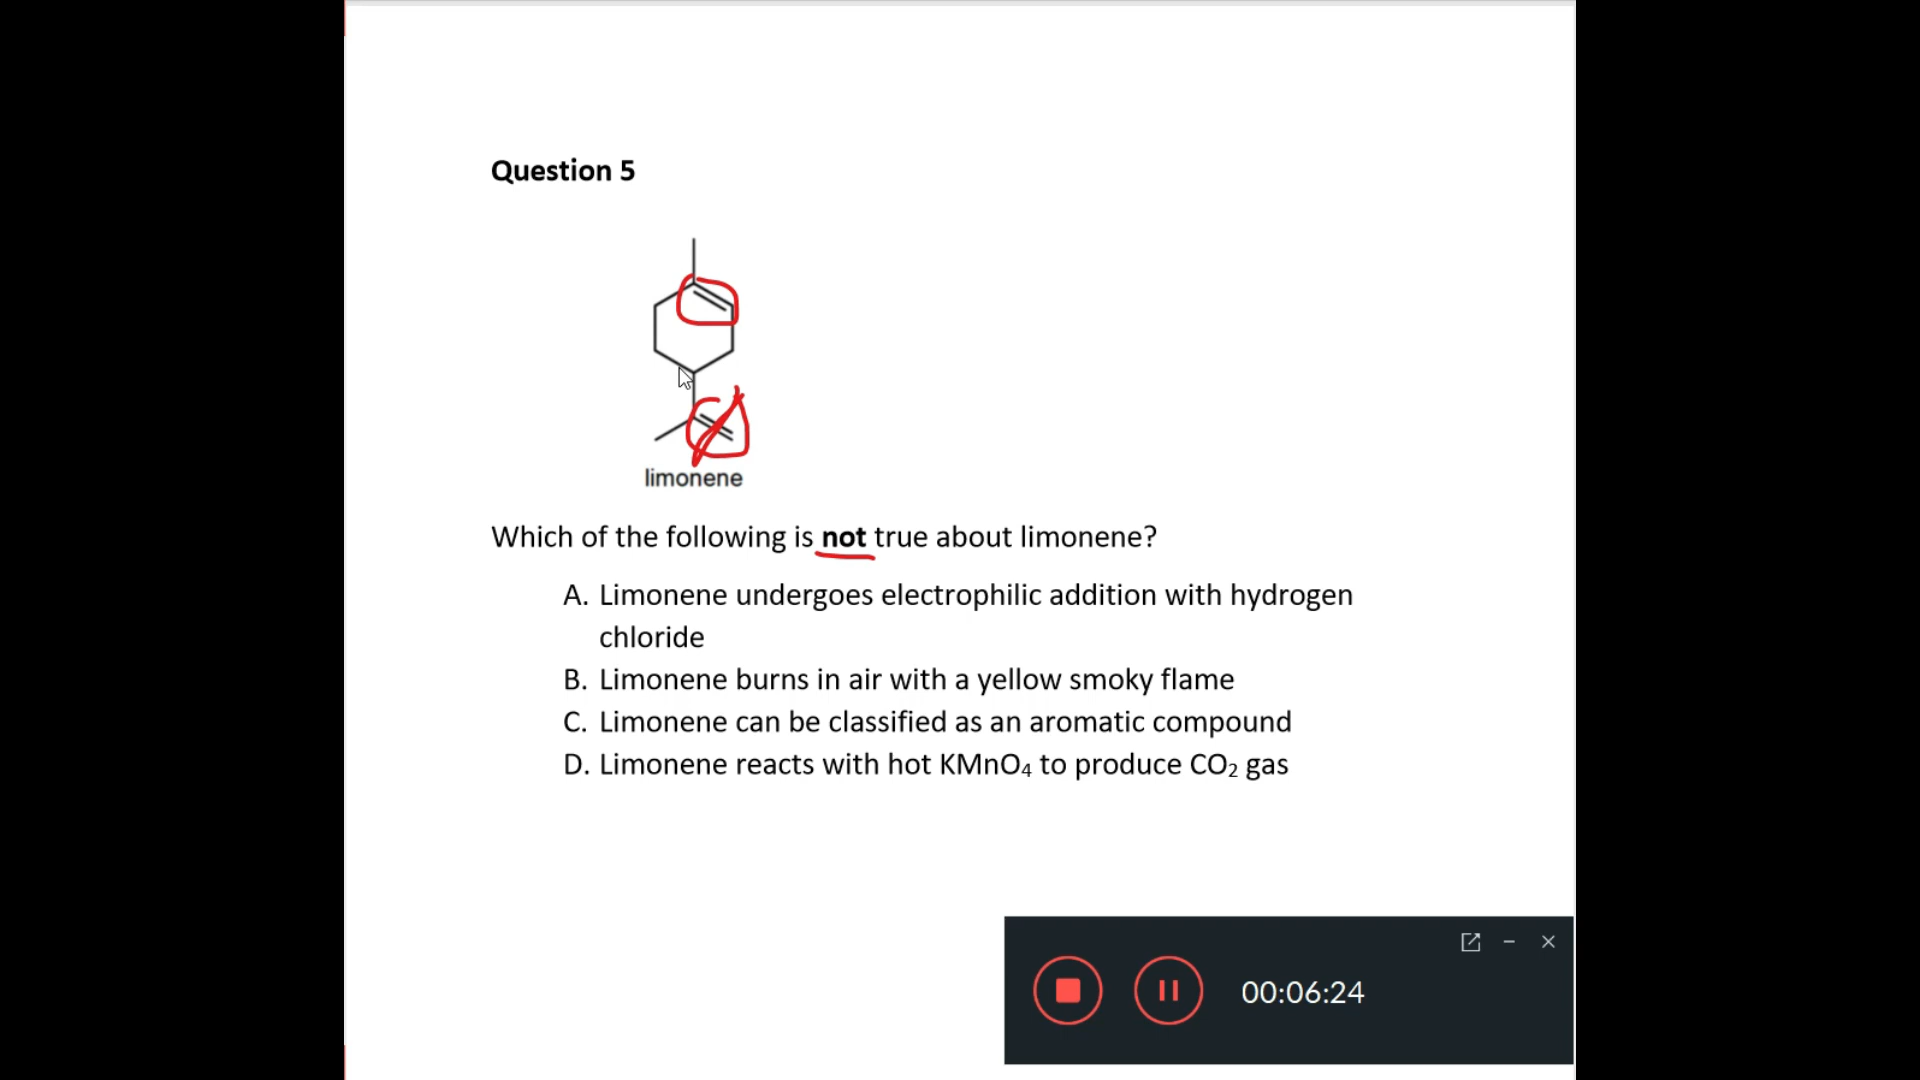 Question 5
limonene
Which of the following is not true about limonene?
A. Limonene undergoes electrophilic addition with hydrogen
chloride
B. Limonene burns in air with a yellow smoky flame
C. Limonene can be classified as an aromatic compound
D. Limonene reacts with hot KMnO₄ to produce CO₂ gas
00:06:24